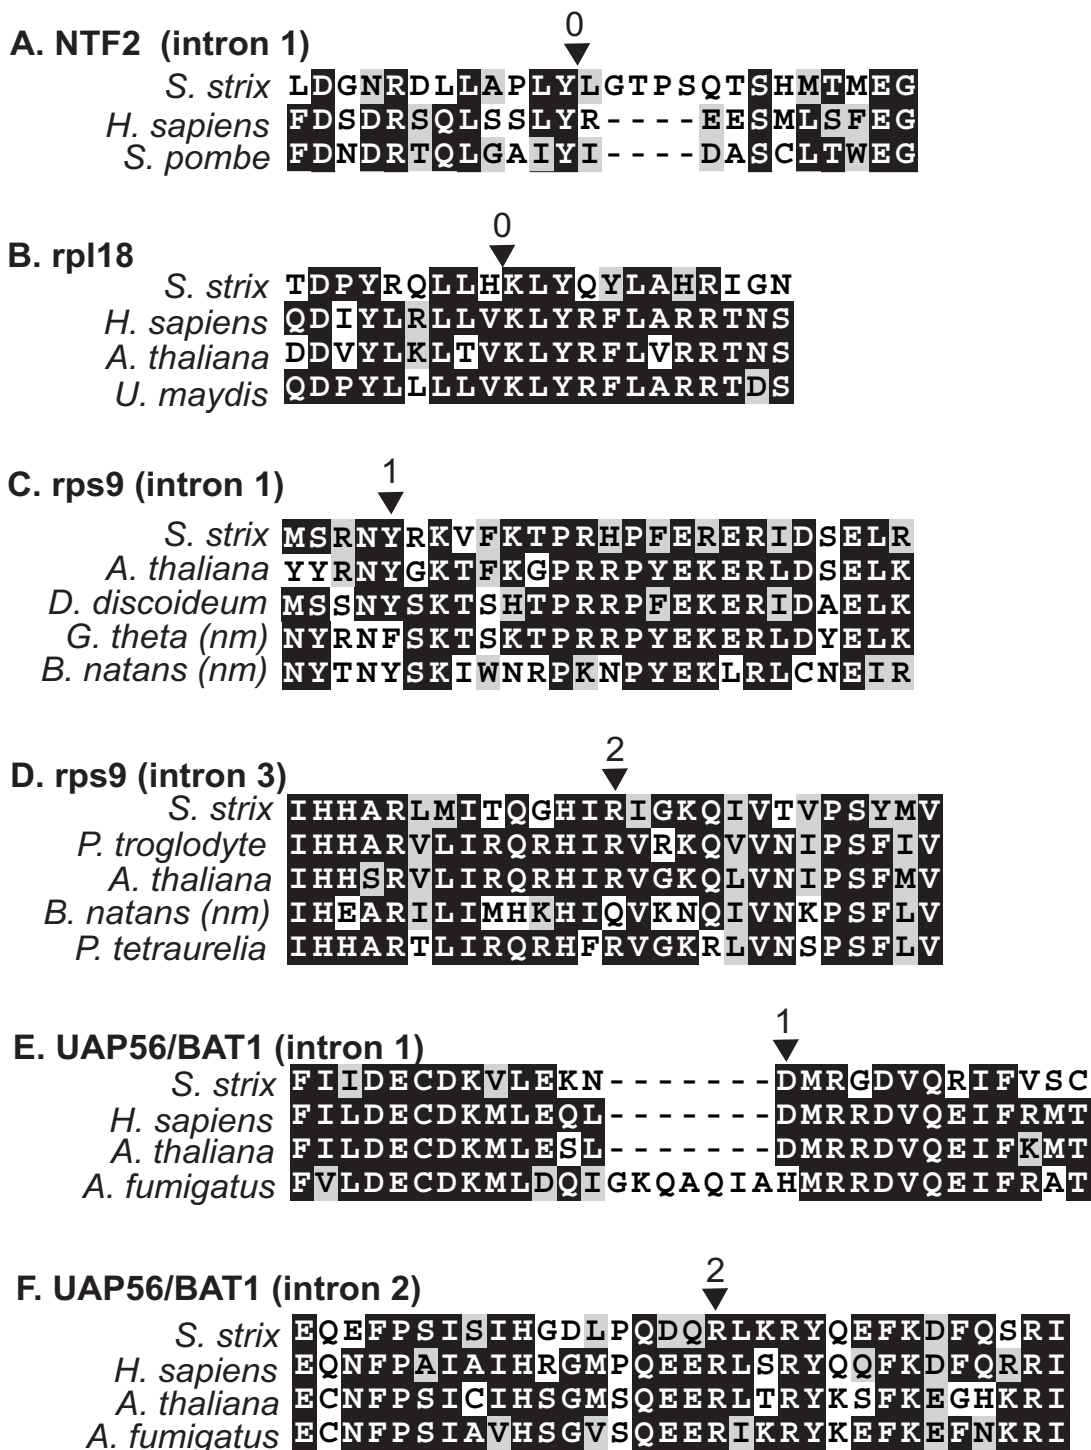 0
A. NTF2 (intron 1)
S. strix LDGNRDLLAPLYLGTPSQTSHMTMEG
H. sapiens FDSDRSQLSSLYR----EESMLSFEG
S. pombe FDNDRTQLGAIYI----DASCLTWEG
0
B. rpl18
S. strix TDPYRQLLHKLYQYLAHRIGN
H. sapiens QDIYLRLLVKLYRFLARRTNS
A. thaliana DDVYLKLTVKLYRFLVRRTNS
U. maydis QDPYLLLLVKLYRFLARRTDS
1
C. rps9 (intron 1)
S. strix MSRNYRKVFKTPRHPFERERIDSELR
A. thaliana YYRNYGKTFKGPRRPYEKERLDSELK
D. discoideum MSSNYSKTSHTPRRPFEKERIDAELK
G. theta (nm) NYRNFSKTSKTPRRPYEKERLDYELK
B. natans (nm) NYTNYSKIWNRPKNPYEKLRLCNEIR
2
D. rps9 (intron 3)
S. strix IHHARLMITQGHIRIGKQIVTVPSYMV
P. troglodyte IHHARVLIRQRHIRVRKQVVNIPSFIV
A. thaliana IHHSRVLIRQRHIRVGKQLVNIPSFMV
B. natans (nm) IHEARILIMHKHIQVKNQIVNKPSFLV
P. tetraurelia IHHARTLIRQRHFRVGKRLVNSPSFLV
1
E. UAP56/BAT1 (intron 1)
S. strix FIIDECDKVLEKN-------DMRGDVQRIFVSC
H. sapiens FILDECDKMLEQL-------DMRRDVQEIFRMT
A. thaliana FILDECDKMLESL-------DMRRDVQEIFKMT
A. fumigatus FVLDECDKMLDQIGKQAQIAHMRRDVQEIFRAT
2
F. UAP56/BAT1 (intron 2)
S. strix EQEFPSISIHGDLPQDQRLKRYQEFKDFQSRI
H. sapiens EQNFPAIAIHRGMPQEERLSRYQQFKDFQRRI
A. thaliana ECNFPSICIHSGMSQEERLTRYKSFKEGHKRI
A. fumigatus ECNFPSIAVHSGVSQEERIKRYKEFKEFNKRI